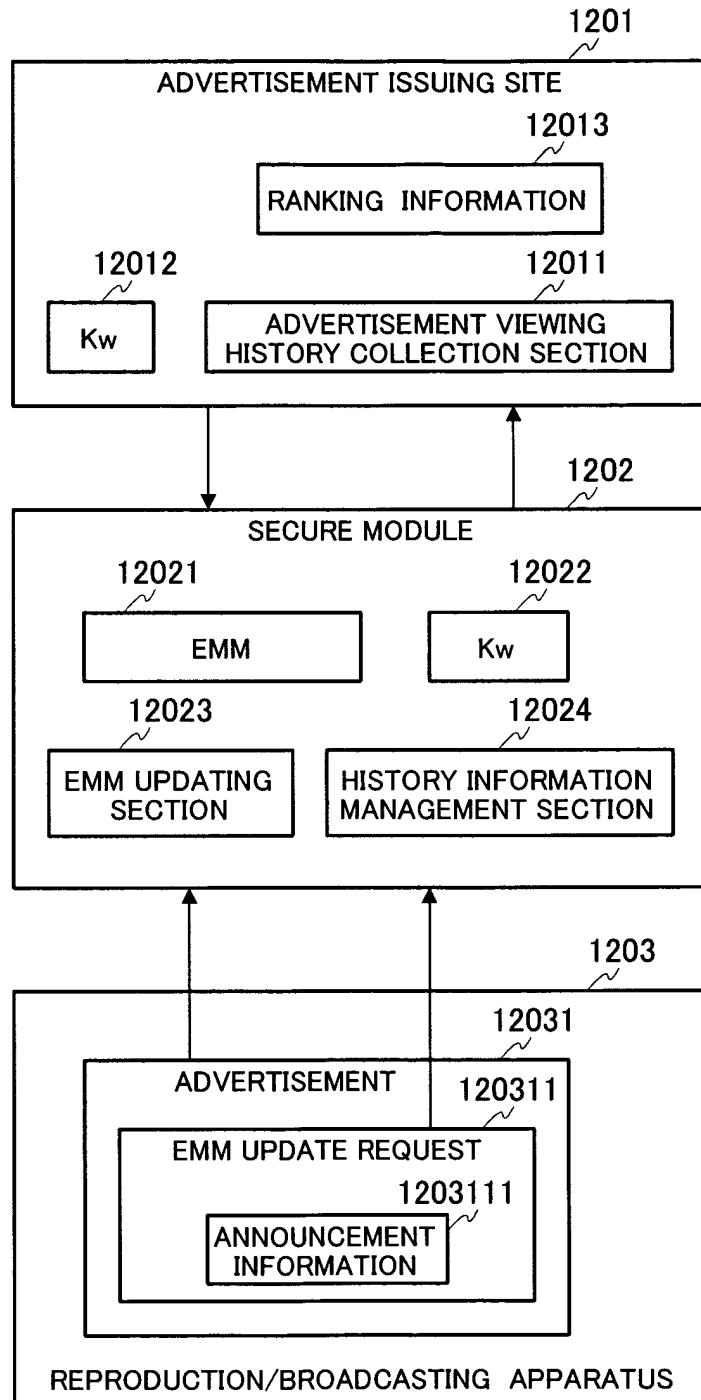 1201
ADVERTISEMENT ISSUING SITE
12013
RANKING INFORMATION
12012
Kw
12011
ADVERTISEMENT VIEWING
HISTORY COLLECTION SECTION
1202
SECURE MODULE
12021
EMM
12022
Kw
12023
EMM UPDATING
SECTION
12024
HISTORY INFORMATION
MANAGEMENT SECTION
1203
12031
ADVERTISEMENT
120311
EMM UPDATE REQUEST
1203111
ANNOUNCEMENT
INFORMATION
REPRODUCTION/BROADCASTING APPARATUS